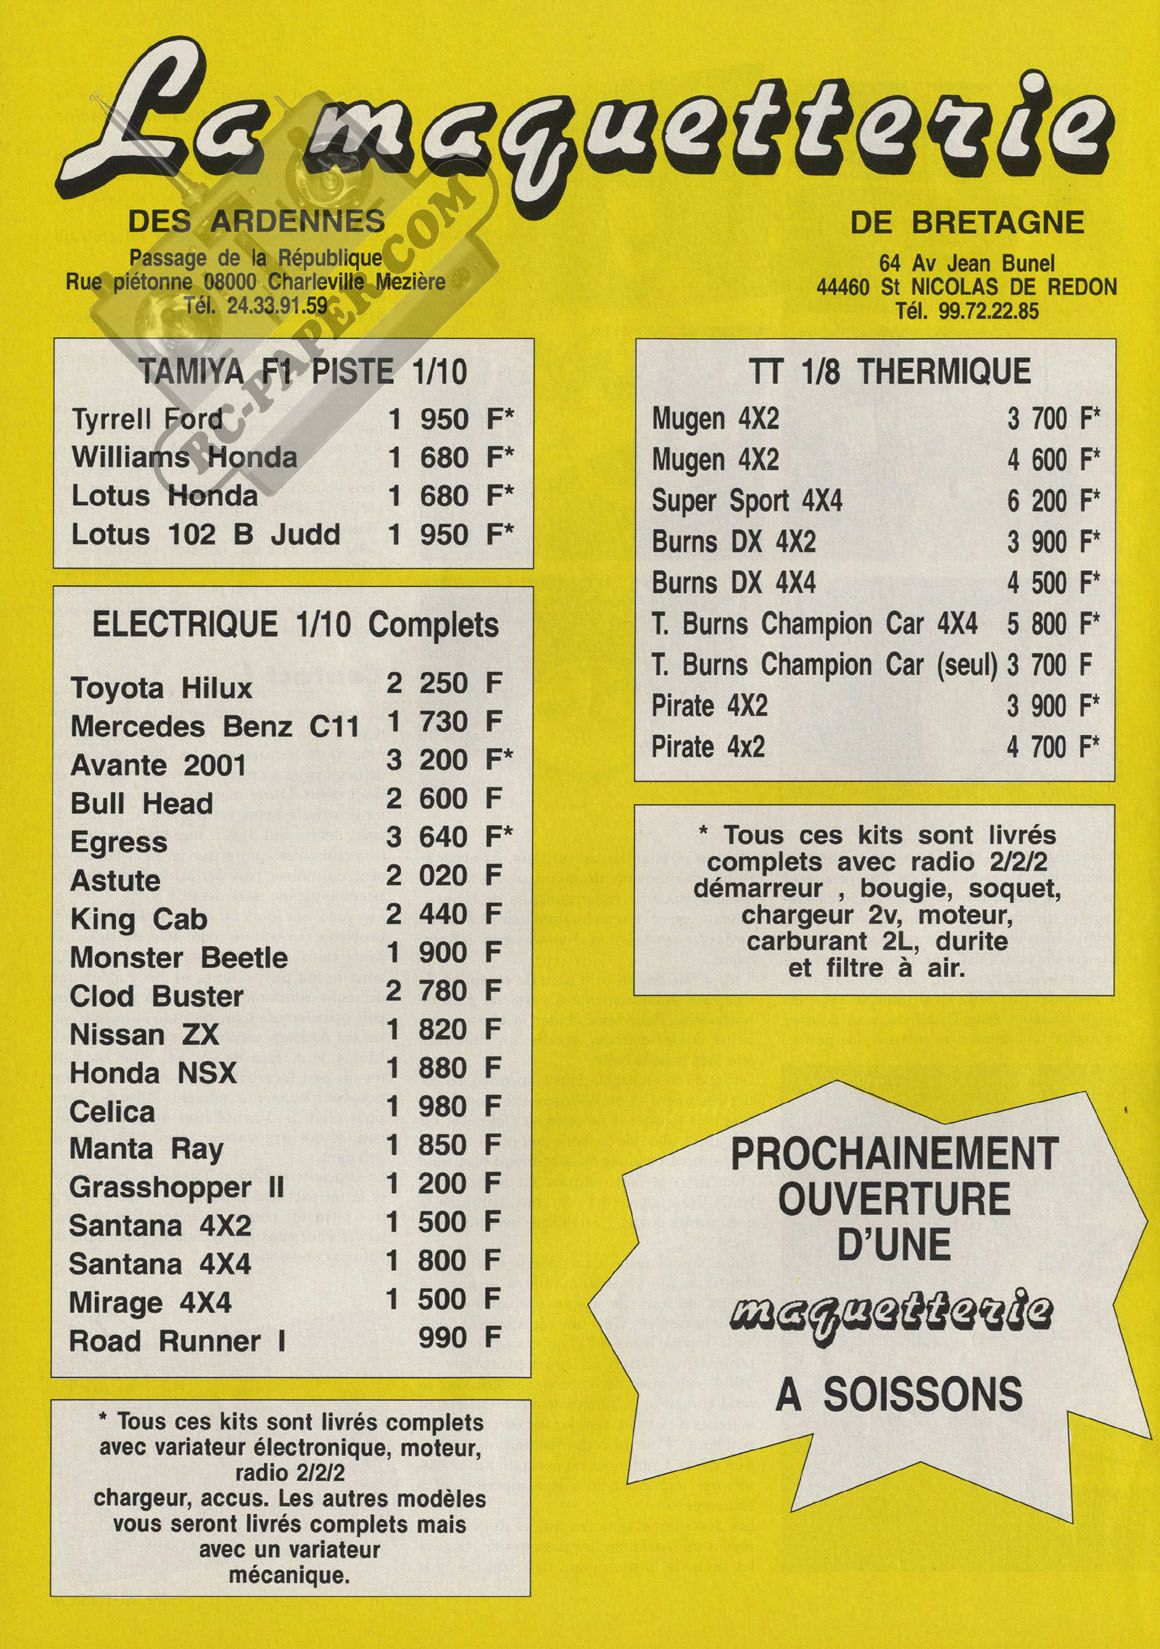 La maquetterie
DES ARDENNES
Passage de la République
Rue piétonne 08000 Charleville Mezière
Tél. 24.33.91.59
DE BRETAGNE
64 Av Jean Bunel
44460 St NICOLAS DE REDON
Tél. 99.72.22.85
RC-PAPER.COM
TAMIYA F1 PISTE 1/10
Tyrrell Ford 1 950 F*
Williams Honda 1 680 F*
Lotus Honda 1 680 F*
Lotus 102 B Judd 1 950 F*
ELECTRIQUE 1/10 Complets
Toyota Hilux 2 250 F
Mercedes Benz C11 1 730 F
Avante 2001 3 200 F*
Bull Head 2 600 F
Egress 3 640 F*
Astute 2 020 F
King Cab 2 440 F
Monster Beetle 1 900 F
Clod Buster 2 780 F
Nissan ZX 1 820 F
Honda NSX 1 880 F
Celica 1 980 F
Manta Ray 1 850 F
Grasshopper II 1 200 F
Santana 4X2 1 500 F
Santana 4X4 1 800 F
Mirage 4X4 1 500 F
Road Runner I 990 F
* Tous ces kits sont livrés complets
avec variateur électronique, moteur,
radio 2/2/2
chargeur, accus. Les autres modèles
vous seront livrés complets mais
avec un variateur
mécanique.
TT 1/8 THERMIQUE
Mugen 4X2 3 700 F*
Mugen 4X2 4 600 F*
Super Sport 4X4 6 200 F*
Burns DX 4X2 3 900 F*
Burns DX 4X4 4 500 F*
T. Burns Champion Car 4X4 5 800 F*
T. Burns Champion Car (seul) 3 700 F
Pirate 4X2 3 900 F*
Pirate 4x2 4 700 F*
* Tous ces kits sont livrés
complets avec radio 2/2/2
démarreur , bougie, soquet,
chargeur 2v, moteur,
carburant 2L, durite
et filtre à air.
PROCHAINEMENT
OUVERTURE
D'UNE
maquetterie
A SOISSONS